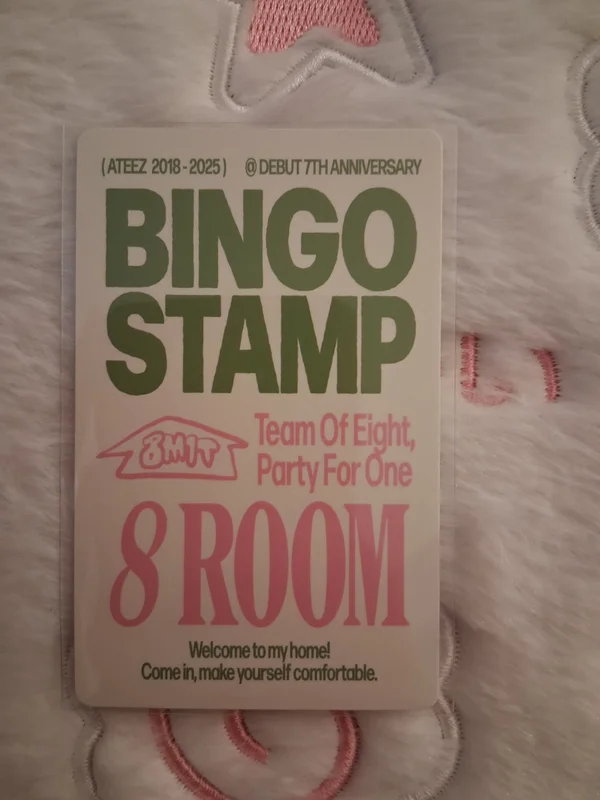 ( ATEEZ 2018 - 2025 ) @ DEBUT 7TH ANNIVERSARY
BINGO
STAMP
8MIT
Team Of Eight,
Party For One
8 ROOM
Welcome to my home!
Come in, make yourself comfortable.